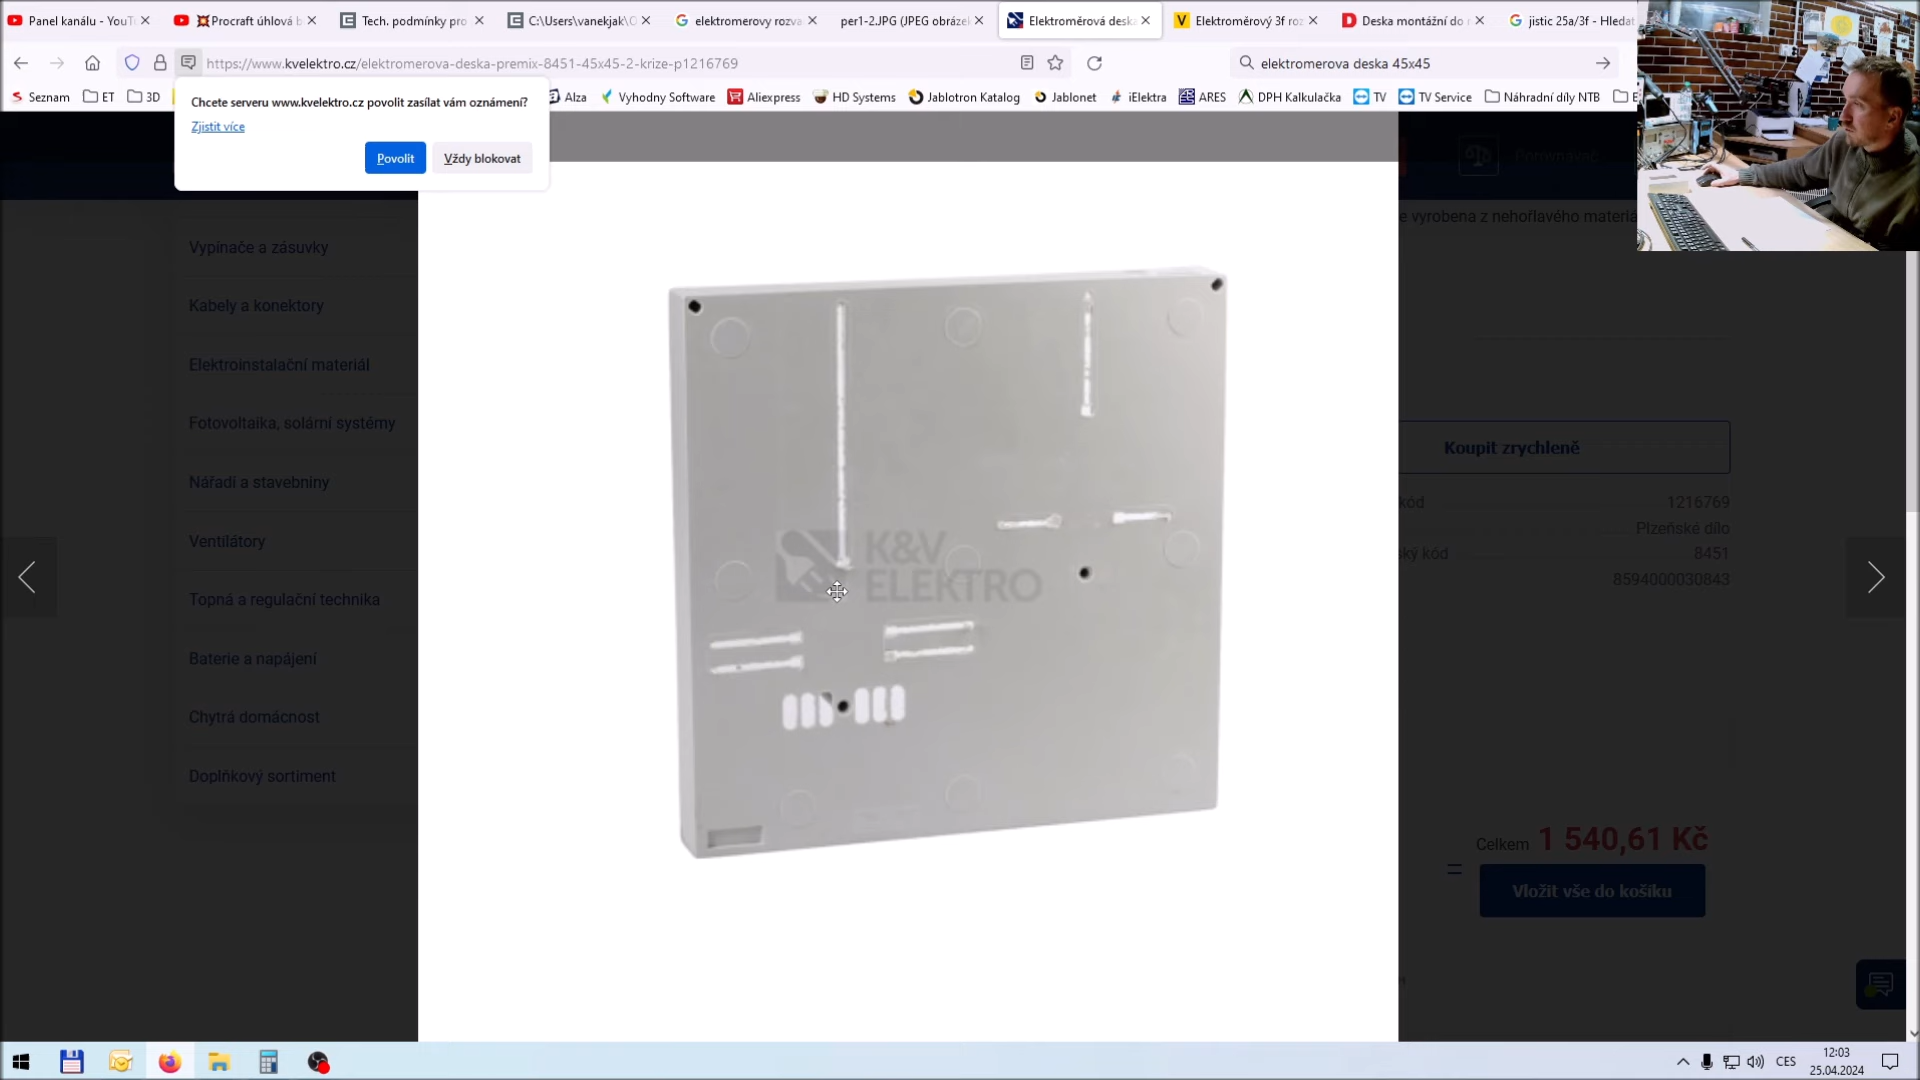 Panel kanálu - YouT
💥Procraft úhlová b
Tech. podmínky pro
C:\Users\vanekjak\O
elektromerovy rozva
per1-2.JPG (JPEG obrázek
Elektroměrová deska
Elektroměrový 3f roz
Deska montážní do r
jistic 25a/3f - Hledat
https://www.kvelektro.cz/elektromerova-deska-premix-8451-45x45-2-krize-p1216769
elektromerova deska 45x45
Seznam
ET
3D
Alza
Vyhodny Software
Aliexpress
HD Systems
Jablotron Katalog
Jablonet
iElektra
ARES
DPH Kalkulačka
TV
TV Service
Náhradní díly NTB
E
Chcete serveru www.kvelektro.cz povolit zasílat vám oznámení?
Zjistit více
Povolit
Vždy blokovat
Porovnávač
e vyrobena z nehořlavého materiá
Vypínače a zásuvky
Kabely a konektory
Elektroinstalační materiál
Fotovoltaika, solární systémy
Nářadí a stavebniny
Ventilátory
Topná a regulační technika
Baterie a napájení
Chytrá domácnost
Doplňkový sortiment
K&V
ELEKTRO
Koupit zrychleně
kód
1216769
Plzeňské dílo
ský kód
8451
8594000030843
Celkem 1 540,61 Kč
=
Vložit vše do košíku
CES
12:03
25.04.2024